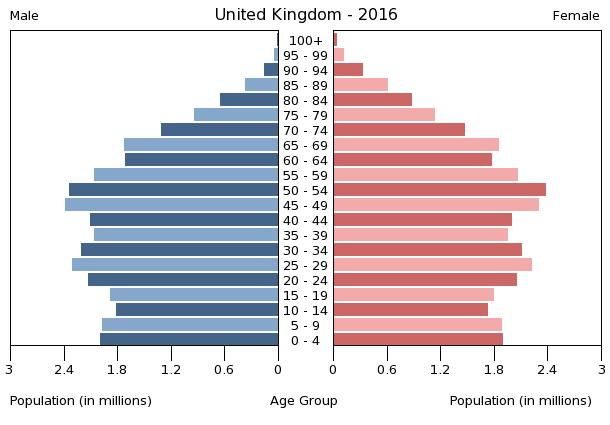 Male United Kingdom - 2016 Female
100+
95 - 99
90 - 94
85 - 89
80 - 84
75 - 79
70 - 74
65 - 69
60 - 64
55 - 59
50 - 54
45 - 49
40 - 44
35 - 39
30 - 34
25 - 29
20 - 24
15 - 19
10 - 14
5 - 9
0 - 4
3 2.4 1.8 1.2 0.6 0 0 0.6 1.2 1.8 2.4 3
Population (in millions) Age Group Population (in millions)